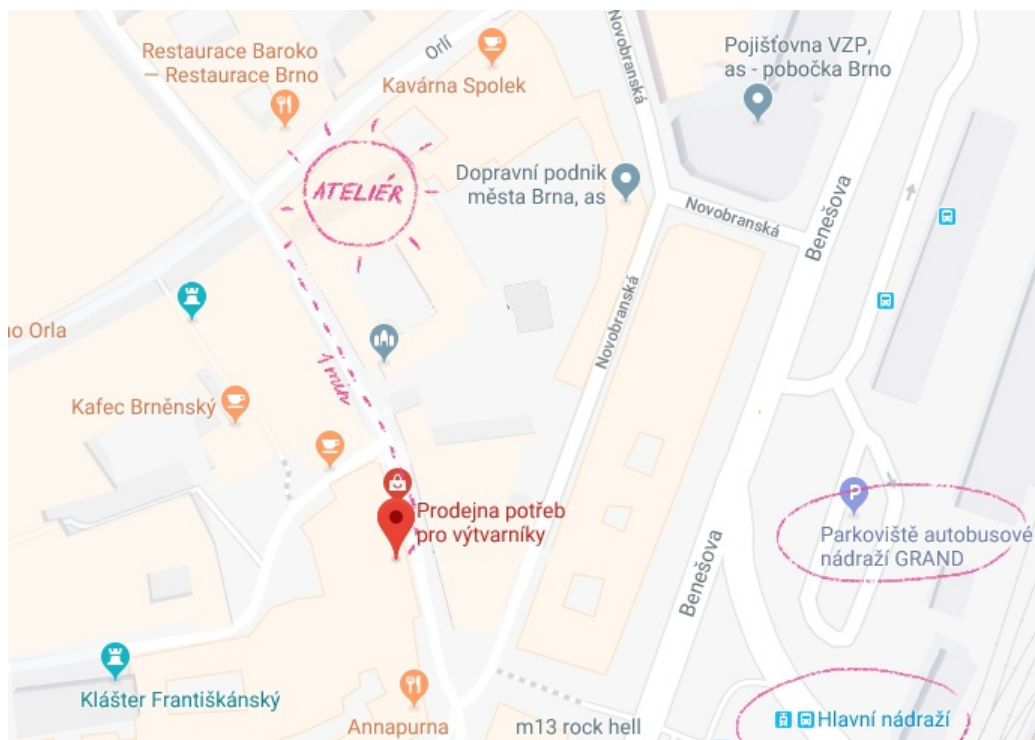 Orlí
Novobranská
Restaurace Baroko
– Restaurace Brno
Kavárna Spolek
Pojišťovna VZP,
as - pobočka Brno
ATELIÉR
Dopravní podnik
města Brna, as
Novobranská
Benešova
Novobranská
no Orla
1 min
Kafec Brněnský
Prodejna potřeb
pro výtvarníky
P
Parkoviště autobusové
nádraží GRAND
Benešova
Klášter Františkánský
Annapurna
m13 rock hell
Hlavní nádraží